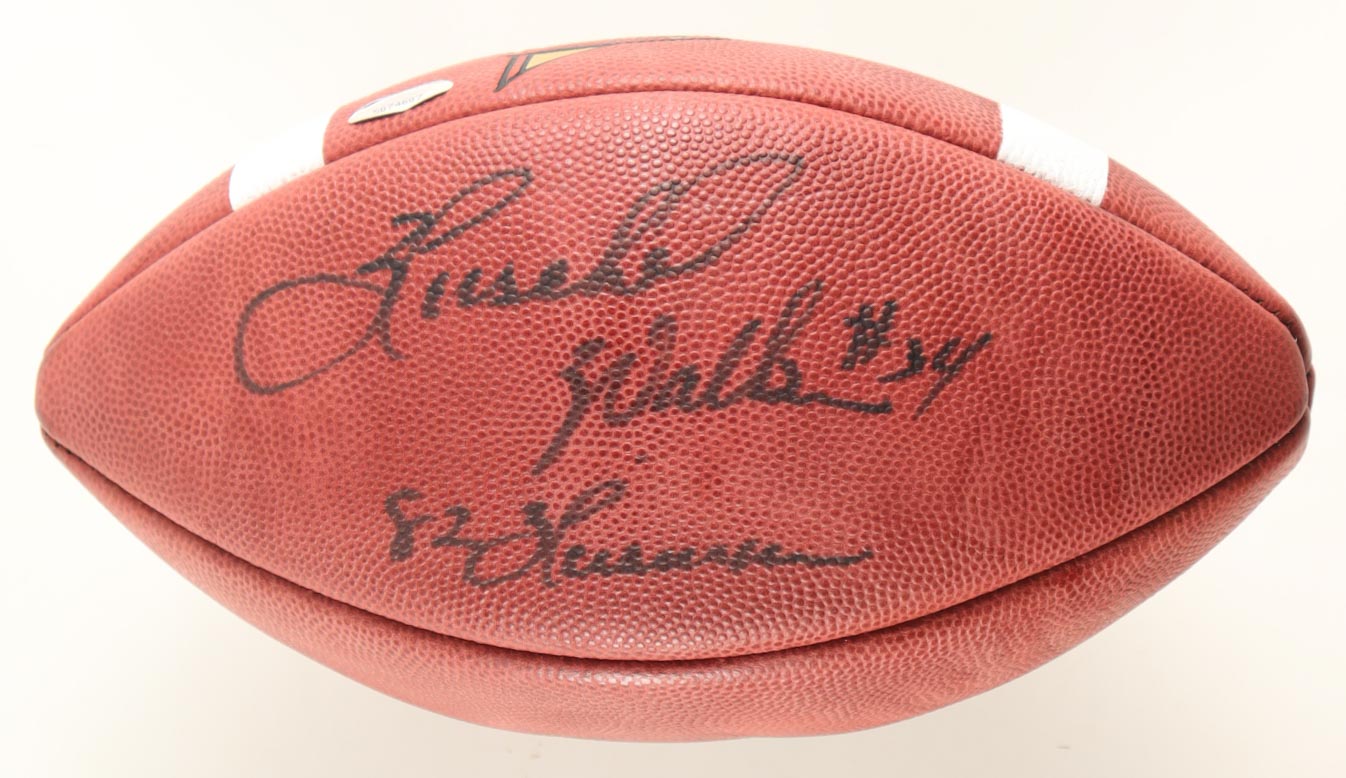 Herschel
Walker #34
82 Heisman